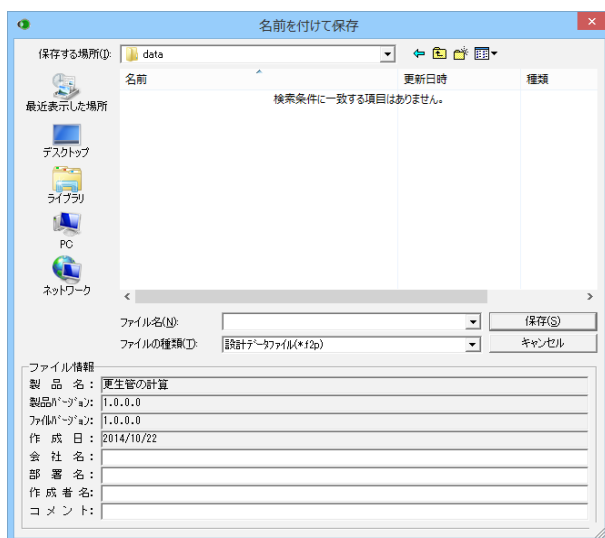 名前を付けて保存
保存する場所(I): data
名前 更新日時 種類
検索条件に一致する項目はありません。
最近表示した場所
デスクトップ
ライブラリ
PC
ネットワーク
ファイル名(N): 保存(S)
ファイルの種類(T): 設計データファイル(*.f2p) キャンセル
ファイル情報
製品名: 更生管の計算
製品バージョン: 1.0.0.0
ファイルバージョン: 1.0.0.0
作成日: 2014/10/22
会社名:
部署名:
作成者名:
コメント: